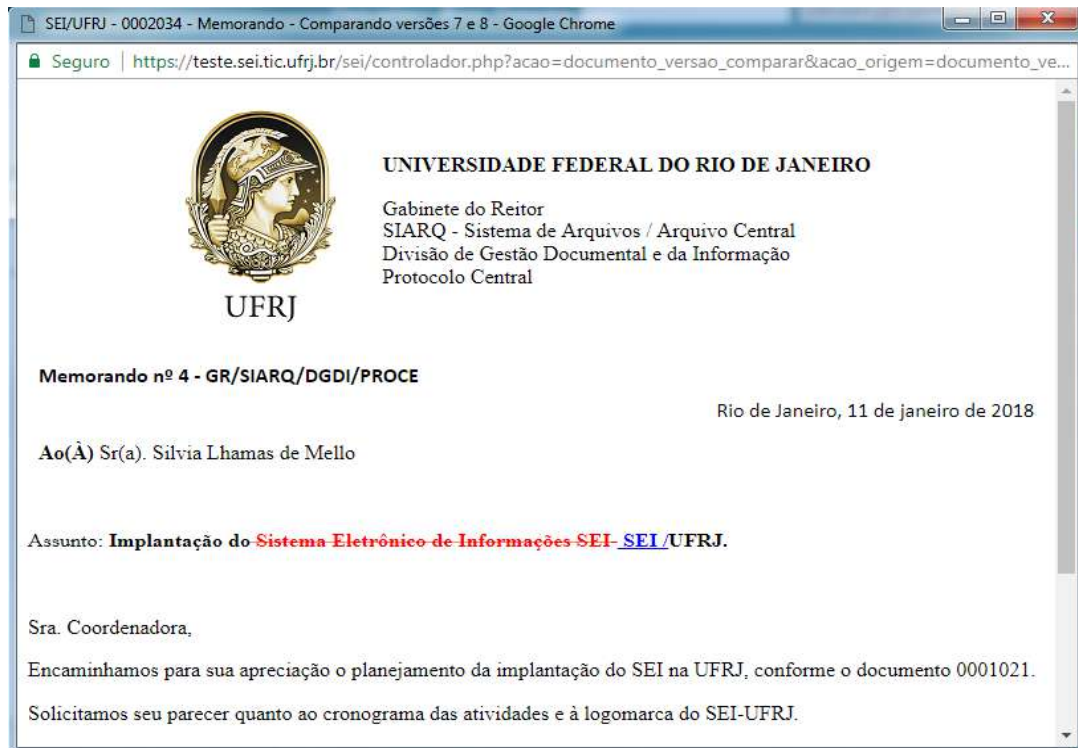 SEI/UFRJ - 0002034 - Memorando - Comparando versões 7 e 8 - Google Chrome
Seguro | https://teste.sei.tic.ufrj.br/sei/controlador.php?acao=documento_versao_comparar&acao_origem=documento_ve...
UNIVERSIDADE FEDERAL DO RIO DE JANEIRO
Gabinete do Reitor
SIARQ - Sistema de Arquivos / Arquivo Central
Divisão de Gestão Documental e da Informação
Protocolo Central
UFRJ
Memorando nº 4 - GR/SIARQ/DGDI/PROCE
Rio de Janeiro, 11 de janeiro de 2018
Ao(À) Sr(a). Silvia Lhamas de Mello
Assunto: Implantação do Sistema Eletrônico de Informações SEI- SEI /UFRJ.
Sra. Coordenadora,
Encaminhamos para sua apreciação o planejamento da implantação do SEI na UFRJ, conforme o documento 0001021.
Solicitamos seu parecer quanto ao cronograma das atividades e à logomarca do SEI-UFRJ.